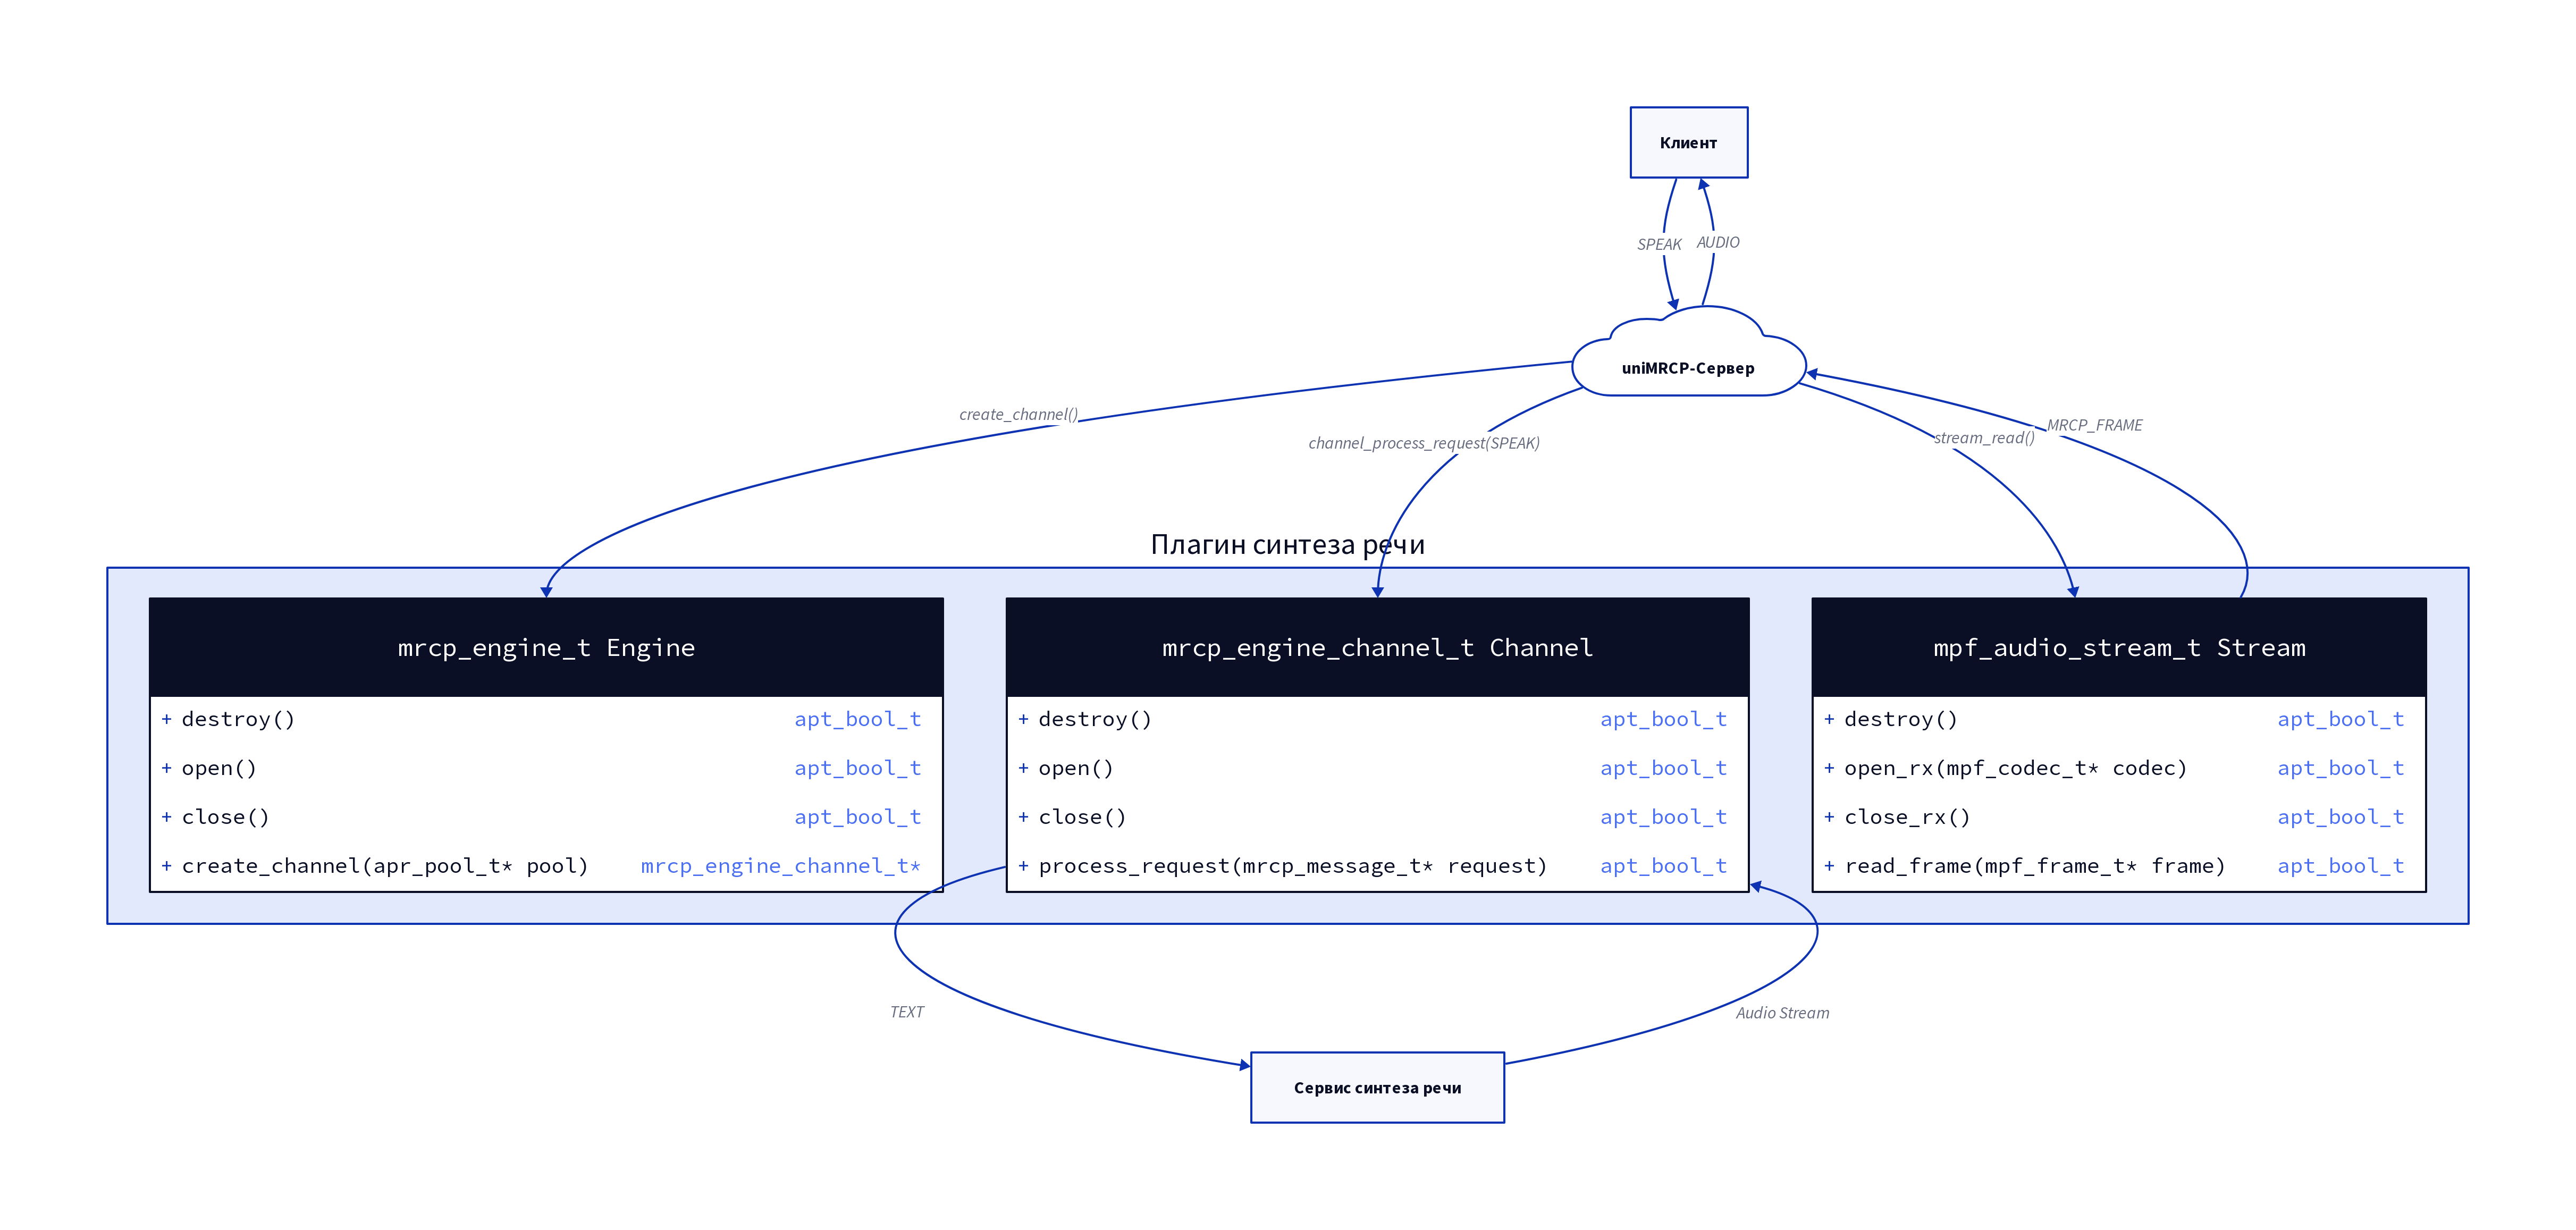 Клиент
SPEAK
AUDIO
uniMRCP-Сервер
create_channel()
channel_process_request(SPEAK)
stream_read()
MRCP_FRAME
Плагин синтеза речи
mrcp_engine_t Engine
+ destroy() apt_bool_t
+ open() apt_bool_t
+ close() apt_bool_t
+ create_channel(apr_pool_t* pool) mrcp_engine_channel_t*
mrcp_engine_channel_t Channel
+ destroy() apt_bool_t
+ open() apt_bool_t
+ close() apt_bool_t
+ process_request(mrcp_message_t* request) apt_bool_t
mpf_audio_stream_t Stream
+ destroy() apt_bool_t
+ open_rx(mpf_codec_t* codec) apt_bool_t
+ close_rx() apt_bool_t
+ read_frame(mpf_frame_t* frame) apt_bool_t
TEXT
Audio Stream
Сервис синтеза речи